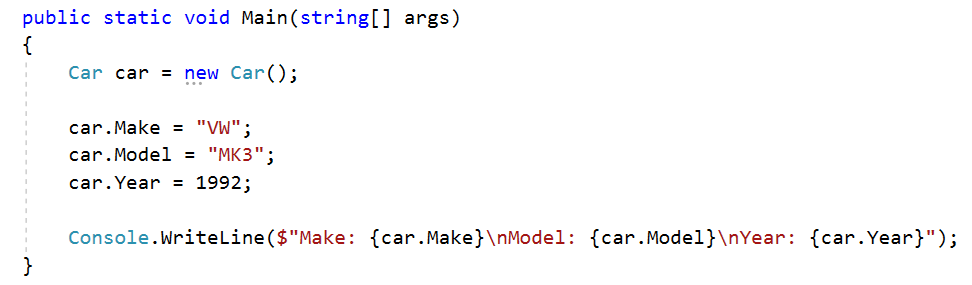 public static void Main(string[] args)
{
    Car car = new Car();

    car.Make = "VW";
    car.Model = "MK3";
    car.Year = 1992;

    Console.WriteLine($"Make: {car.Make}\nModel: {car.Model}\nYear: {car.Year}");
}